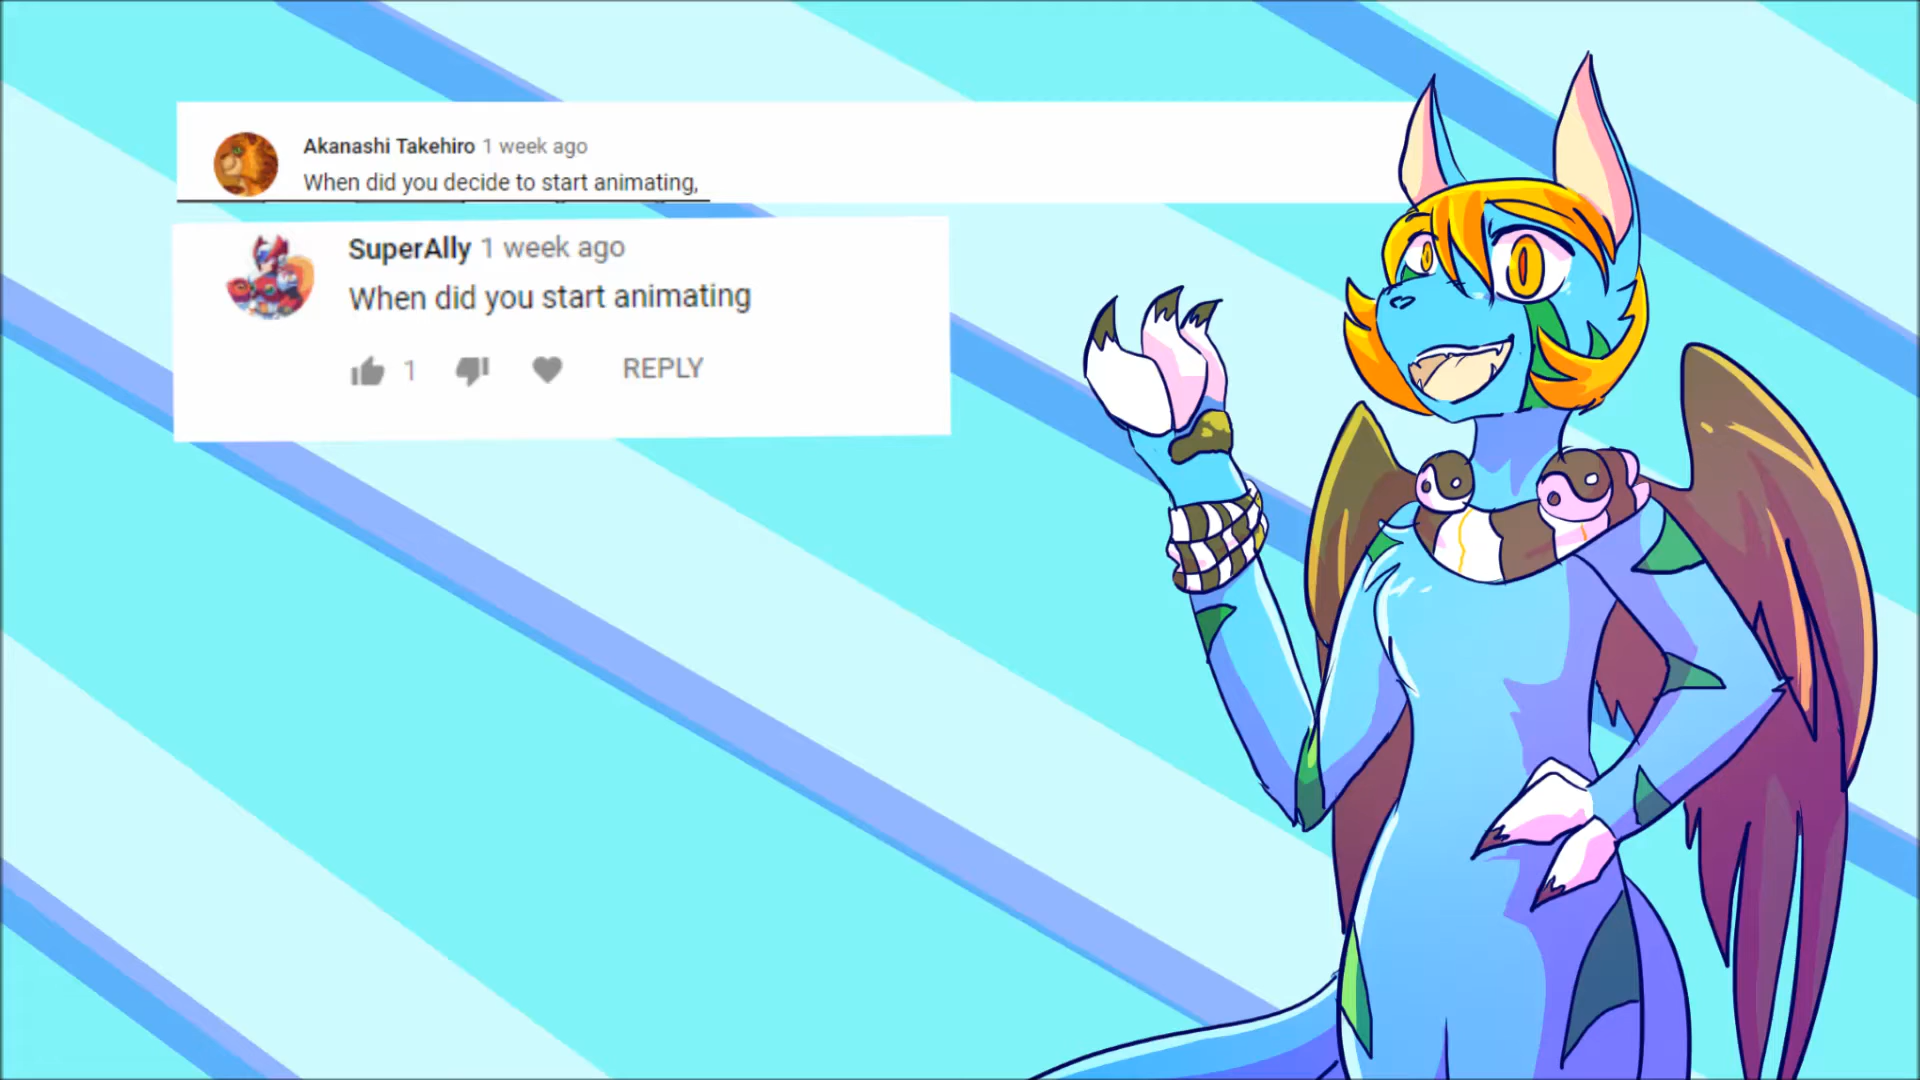 Akanashi Takehiro 1 week ago
When did you decide to start animating,
SuperAlly 1 week ago
When did you start animating
1 REPLY